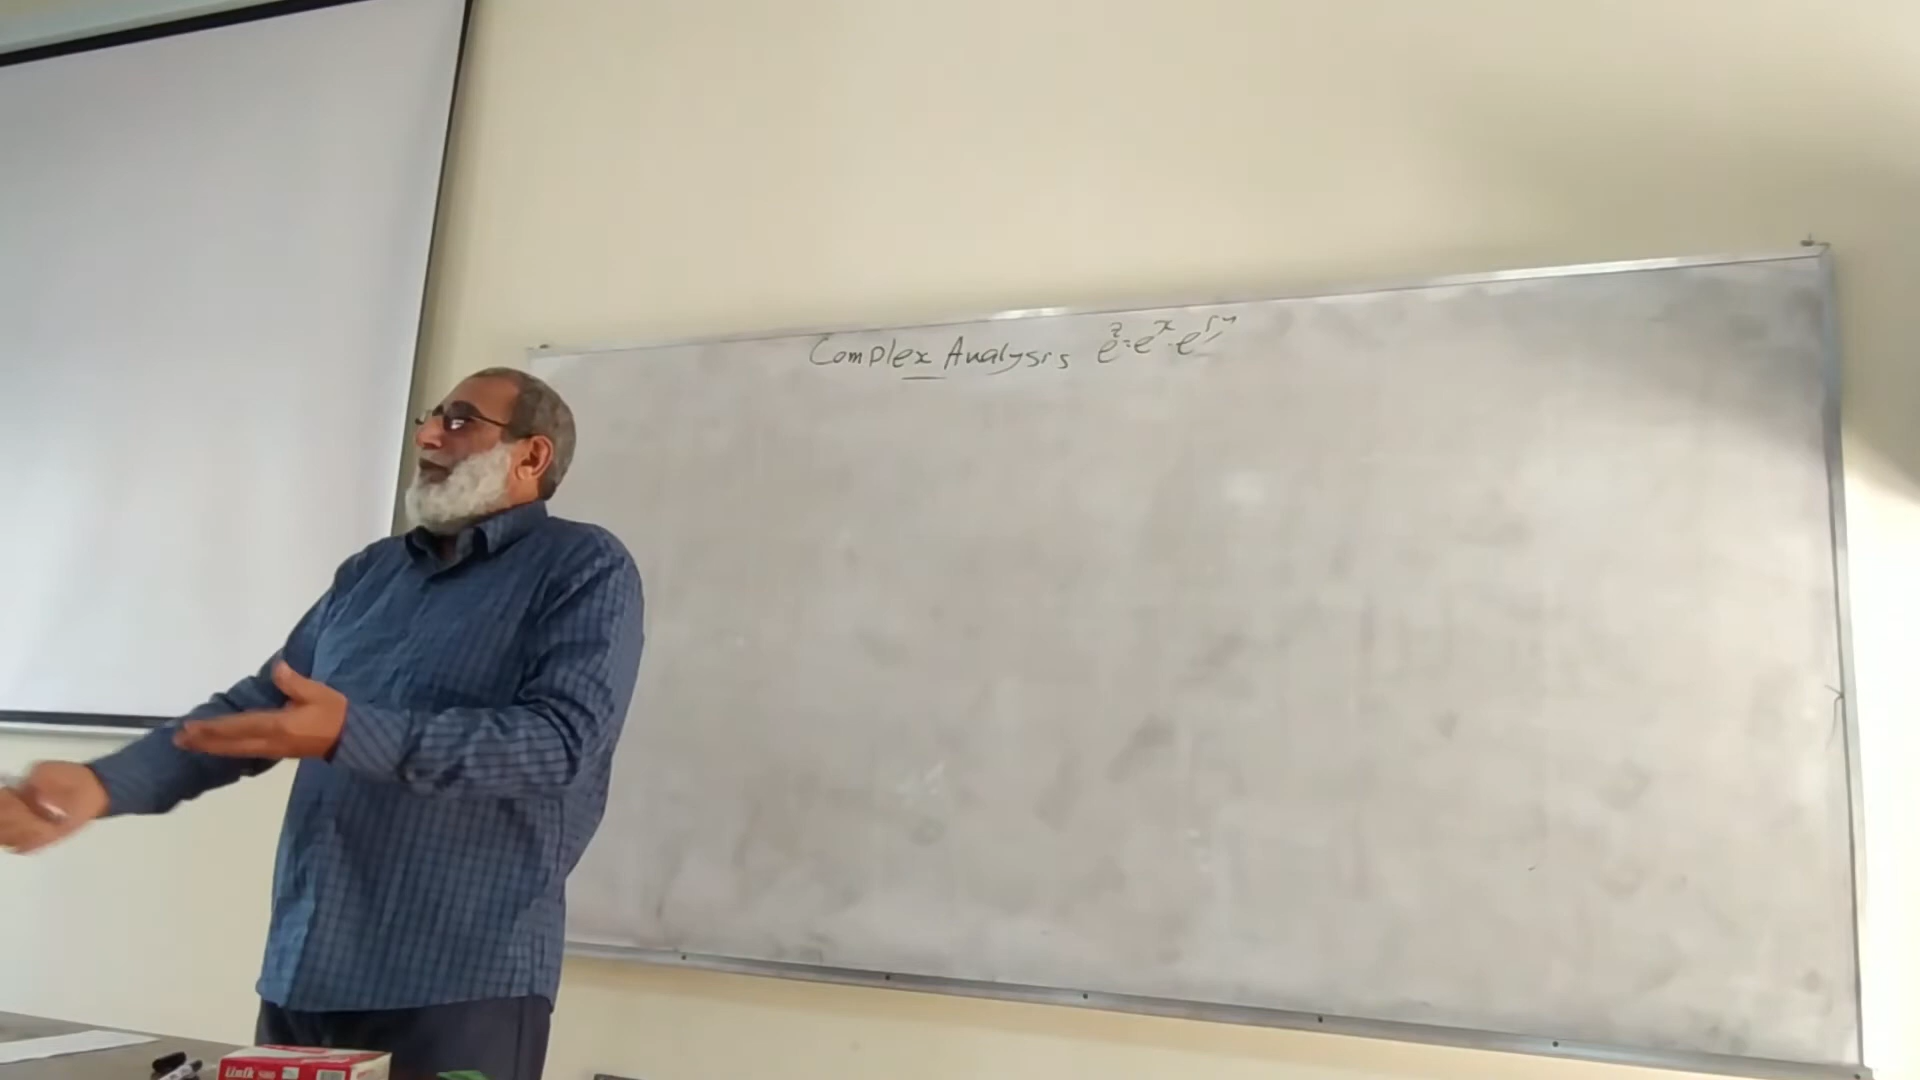 Complex Analysis e^z = e^x . e^{iy}